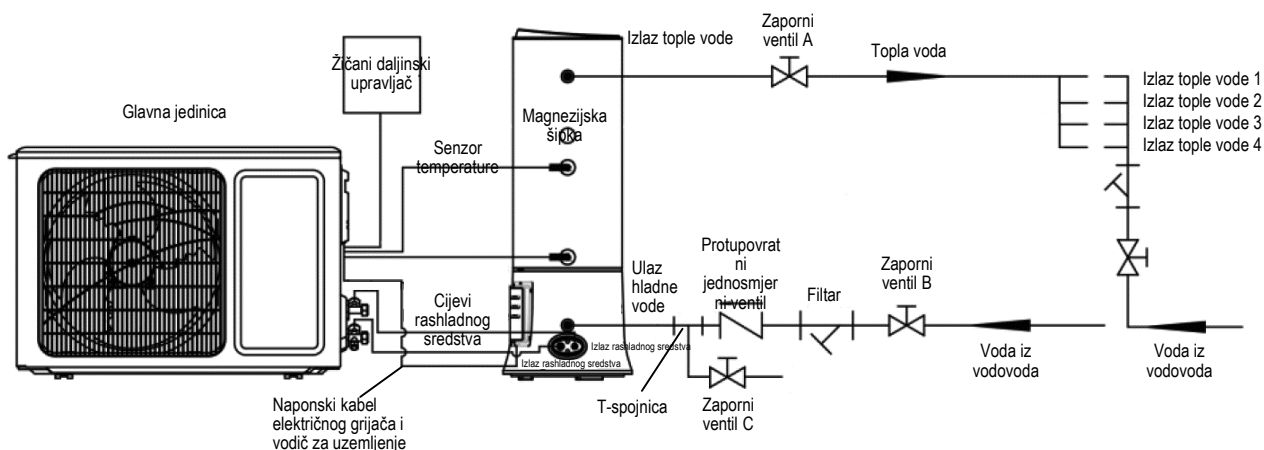 Žičani daljinski
upravljač
Glavna jedinica
Izlaz tople vode
Zaporni
ventil A
Topla voda
Izlaz tople vode 1
Izlaz tople vode 2
Izlaz tople vode 3
Izlaz tople vode 4
Magnezijska
šipka
Senzor
temperature
Ulaz
hladne
vode
Protupovrat
ni
jednosmjer
ni ventil
Filtar
Zaporni
ventil B
Cijevi
rashladnog
sredstva
Izlaz rashladnog sredstva
Izlaz rashladnog sredstva
Voda iz
vodovoda
Voda iz
vodovoda
T-spojnica
Zaporni
ventil C
Naponski kabel
električnog grijača i
vodič za uzemljenje